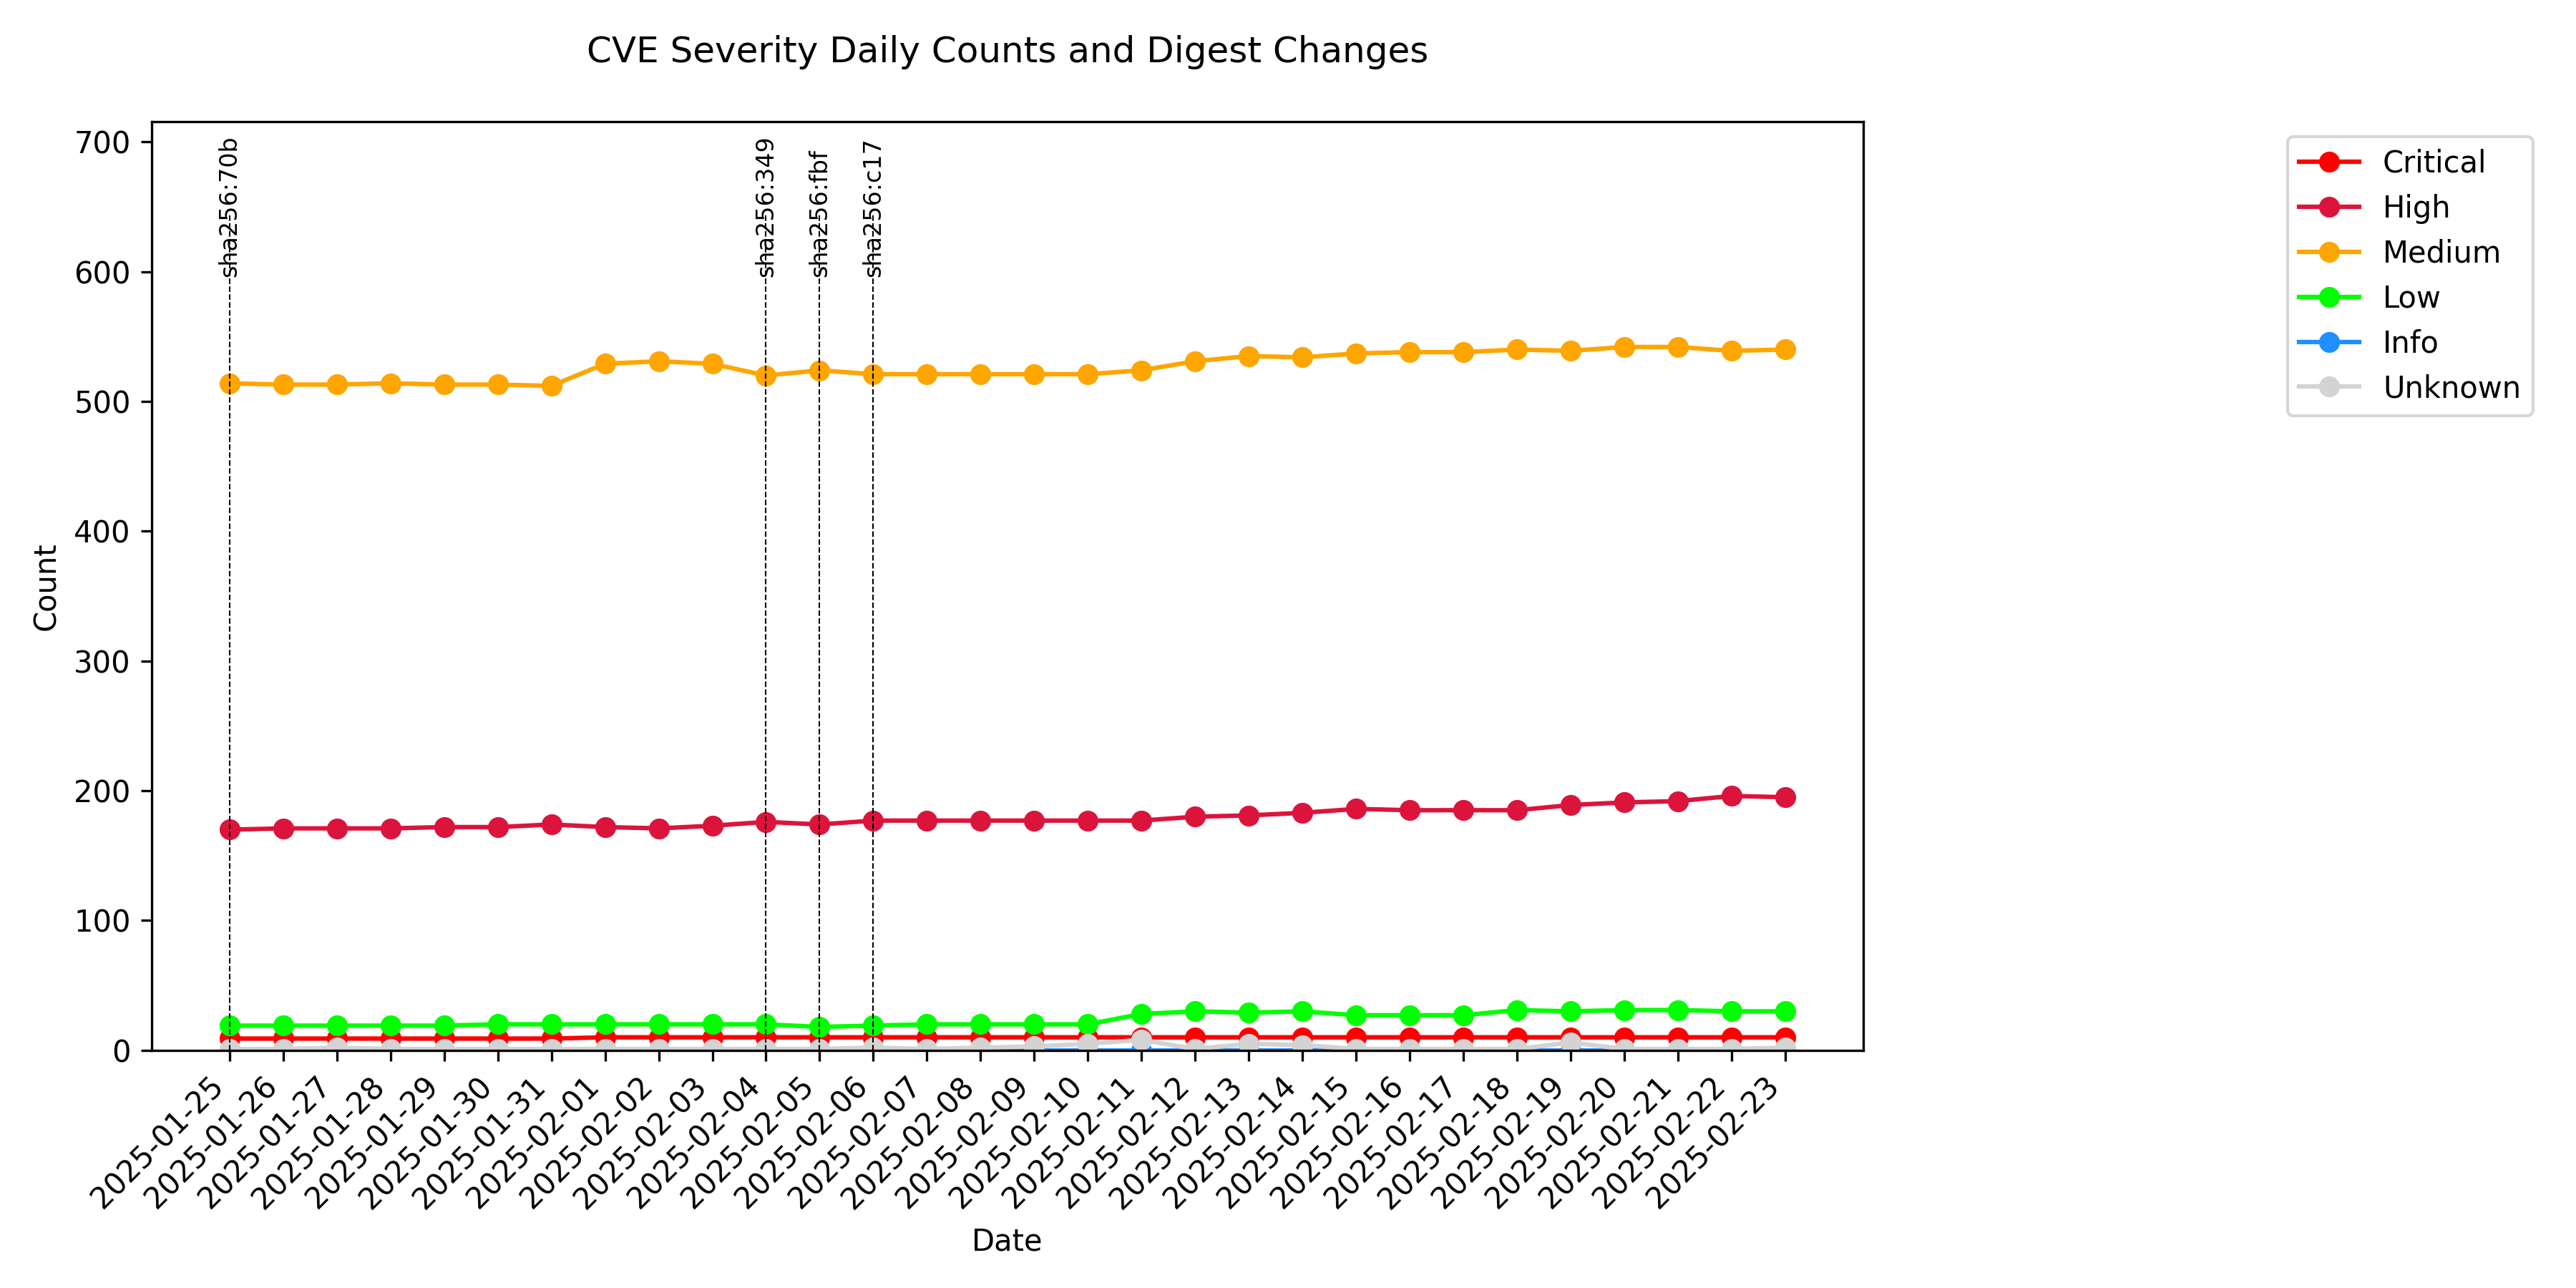 CVE Severity Daily Counts and Digest Changes
700
600
500
400
300
200
100
0
Count
sha256:70b
sha256:349
sha256:fbf
sha256:c17
Critical
High
Medium
Low
Info
Unknown
2025-01-25
2025-01-26
2025-01-27
2025-01-28
2025-01-29
2025-01-30
2025-01-31
2025-02-01
2025-02-02
2025-02-03
2025-02-04
2025-02-05
2025-02-06
2025-02-07
2025-02-08
2025-02-09
2025-02-10
2025-02-11
2025-02-12
2025-02-13
2025-02-14
2025-02-15
2025-02-16
2025-02-17
2025-02-18
2025-02-19
2025-02-20
2025-02-21
2025-02-22
2025-02-23
Date